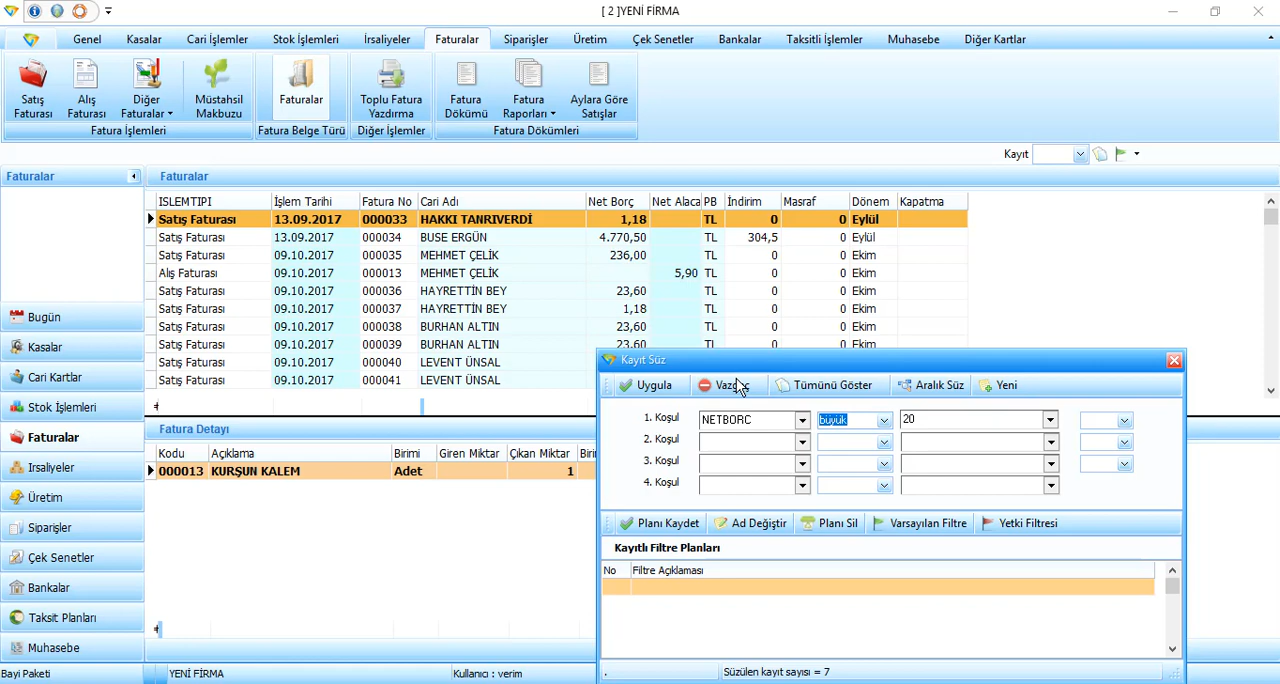 [ 2 ]YENİ FİRMA
Genel Kasalar Cari İşlemler Stok İşlemleri İrsaliyeler Faturalar Siparişler Üretim Çek Senetler Bankalar Taksitli İşlemler Muhasebe Diğer Kartlar
Satış Faturası Alış Faturası Diğer Faturalar Müstahsil Makbuzu Faturalar Toplu Fatura Yazdırma Fatura Dökümü Fatura Raporları Aylara Göre Satışlar
Fatura İşlemleri Fatura Belge Türü Diğer İşlemler Fatura Dökümleri
Kayıt
Faturalar Faturalar
ISLEMTIPI İşlem Tarihi Fatura No Cari Adı Net Borç Net Alaca PB İndirim Masraf Dönem Kapatma
Satış Faturası 13.09.2017 000033 HAKKI TANRIVERDİ 1,18 TL 0 0 Eylül
Satış Faturası 13.09.2017 000034 BUSE ERGÜN 4.770,50 TL 304,5 0 Eylül
Satış Faturası 09.10.2017 000035 MEHMET ÇELİK 236,00 TL 0 0 Ekim
Alış Faturası 09.10.2017 000013 MEHMET ÇELİK 5,90 TL 0 0 Ekim
Satış Faturası 09.10.2017 000036 HAYRETTİN BEY 23,60 TL 0 0 Ekim
Satış Faturası 09.10.2017 000037 HAYRETTİN BEY 1,18 TL 0 0 Ekim
Satış Faturası 09.10.2017 000038 BURHAN ALTIN 23,60 TL 0 0 Ekim
Satış Faturası 09.10.2017 000039 BURHAN ALTIN 23,60 TL 0 0 Ekim
Satış Faturası 09.10.2017 000040 LEVENT ÜNSAL
Satış Faturası 09.10.2017 000041 LEVENT ÜNSAL
Fatura Detayı
Kodu Açıklama Birimi Giren Miktar Çıkan Miktar Biri
000013 KURŞUN KALEM Adet 1
Bugün
Kasalar
Cari Kartlar
Stok İşlemleri
Faturalar
Irsaliyeler
Üretim
Siparişler
Çek Senetler
Bankalar
Taksit Planları
Muhasebe
Kayıt Süz
Uygula Tümünü Göster Aralık Süz Yeni
1. Koşul NETBORC büyük 20
2. Koşul
3. Koşul
4. Koşul
Planı Kaydet Ad Değiştir Planı Sil Varsayılan Filtre Yetki Filtresi
Kayıtlı Filtre Planları
No Filtre Açıklaması
. Süzülen kayıt sayısı = 7
Bayi Paketi YENİ FİRMA Kullanıcı : verim